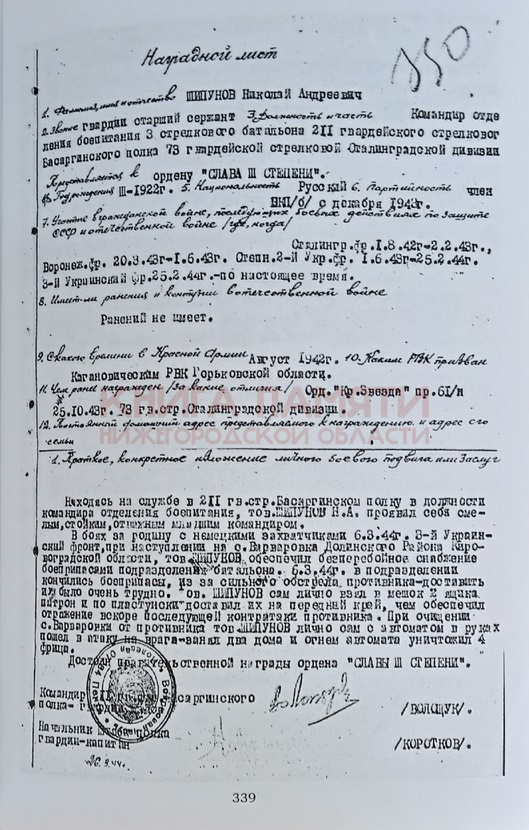 Наградной лист
350
1. Фамилия, имя и отчество ШИПУНОВ Николай Андреевич
2. Звание гвардии старший сержант 3. Должность и часть Командир отде
ления боепитания 3 стрелкового батальона 2II гвардейского стрелковог
Басаргинского полка 73 гвардейской стрелковой Сталинградской дивизии
Представляется к ордену "СЛАВА III СТЕПЕНИ".
4. Год рождения III-1922г. 5. Национальность Русский 6. Партийность член
ВКП/б/ с декабря 1943г.
7. Участие в гражданской войне, последующих боевых действиях по защите
СССР и отечественной войне /где, когда/
Сталингр.фр.I.8.42г-2.2.43г.,
Воронеж.фр. 20.3.43г-I.6.43г. Степн.2-й Укр.фр. I.6.43г-25.2.44г.
3-й Украинский фр.25.2.44г.-по настоящее время.
8. Имеет ли ранения и контузии в отечественной войне
Ранений не имеет.
9. С какого времени в Красной Армии Август 1942г. 10. Каким РВК призван
Кагановическим РВК Горьковской области.
11. Чем ранее награжден /за какие отличия/ Орд."Кр.Звезда" пр.6I/н
25.I0.43г. 73 гв.стр.Сталинградской дивизии.
12. Постоянный домашний адрес представляемого к награждению и адрес его
семьи
КНИГА ПАМЯТИ
НИЖЕГОРОДСКОЙ ОБЛАСТИ
1. Краткое, конкретное изложение личного боевого подвига или заслуг
Находясь на службе в 2II гв.стр.Басаргинском полку в должности
командира отделения боепитания, тов.ШИПУНОВ Н.А. проявил себя сме-
лым,стойким,отважным младшим командиром.
В боях за родину с немецкими захватчиками 6.3.44г. 3-й Украин-
ский фронт,при наступлении на с.Варваровка Долинского Района Киро-
воградской области, тов.ШИПУНОВ обеспечил бесперебойное снабжение
боеприпасами подразделений батальона. 6.3.44г. в подразделении
кончились боеприпасы, из за сильного обстрела противника-доставить
их было очень трудно. Тов. ШИПУНОВ сам лично взял в мешок 2 ящика
патрон и по пластунски доставил их на передний край, чем обеспечил
отражение вскоре последующей контратаки противника. При очищении
с.Варваровки от противника тов.ШИПУНОВ лично сам с автоматом в руках
пошел в атаку на врага-занял два дома и огнем автомата уничтожил 4
фрица.
Достоин правительственной награды ордена "СЛАВЫ III СТЕПЕНИ".
Командир Басаргинского
полка-
/ВОЛОЩУК/.
Начальник штаба полка
гвардии-капитан
/КОРОТКОВ/.
26.3.44г.
339